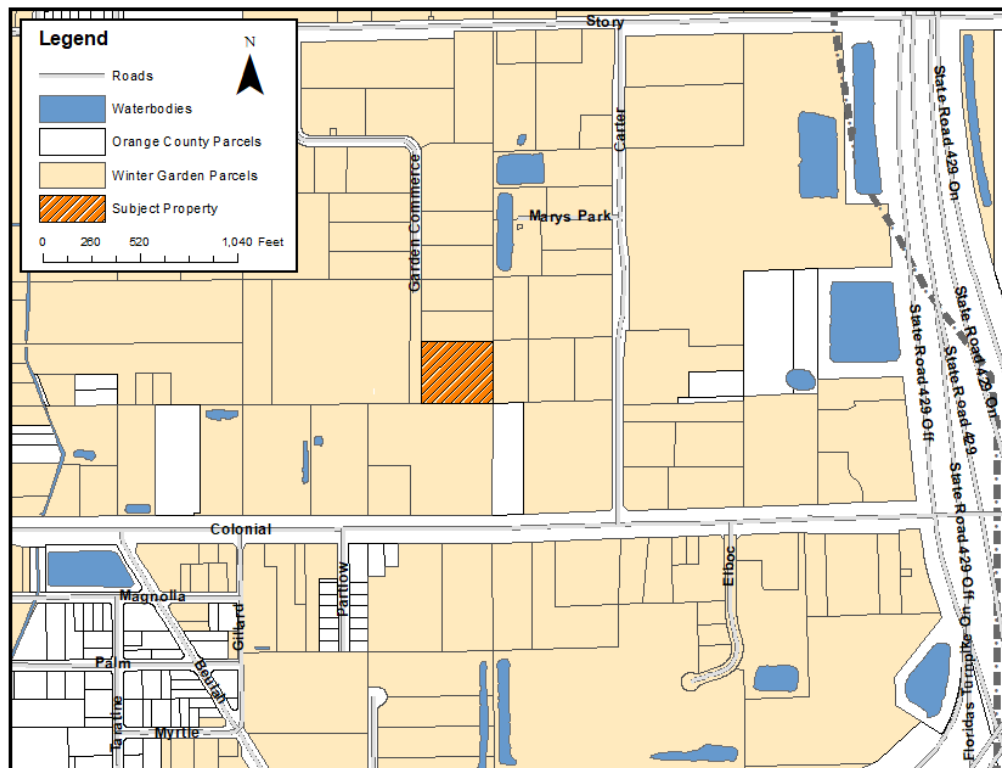 Story
Legend
N
Roads
Waterbodies
Orange County Parcels
Winter Garden Parcels
Subject Property
0 260 520 1,040 Feet
Garden Commerce
Carter
Marys Park
State Road 429 On
State Road 429 On
State Road 429 Off
State Road 429
State Road 429 Off
Floridas Turnpike On
Colonial
Magnolia
Gillard
Partlow
Elboc
Palm
Beulah
Myrtle